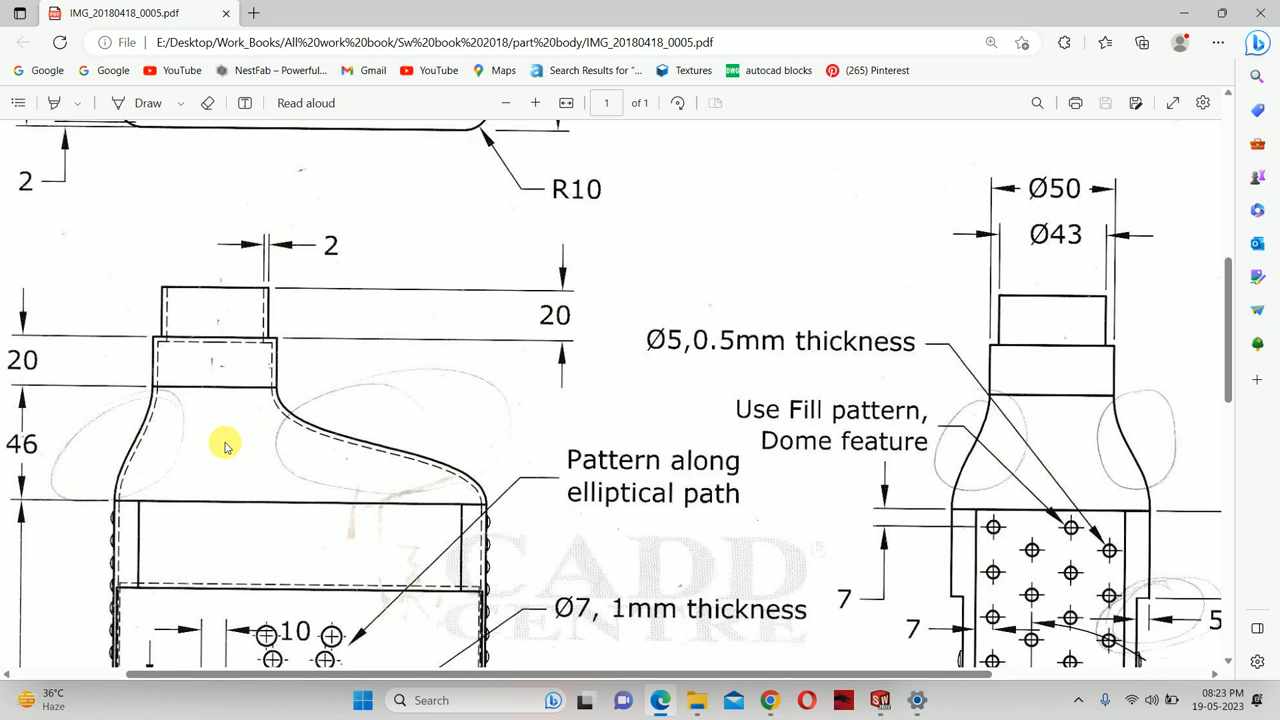 IMG_20180418_0005.pdf
File
E:/Desktop/Work_Books/All%20work%20book/Sw%20book%202018/part%20body/IMG_20180418_0005.pdf
Google
Google
YouTube
NestFab – Powerful...
Gmail
YouTube
Maps
Search Results for "...
Textures
autocad blocks
(265) Pinterest
Draw
Read aloud
1
of 1
2
R10
Ø50
2
Ø43
20
20
Ø5,0.5mm thickness
Use Fill pattern,
Dome feature
46
Pattern along
elliptical path
CADD
CENTRE
7
Ø7, 1mm thickness
10
7
5
36°C
Haze
Search
08:23 PM
19-05-2023